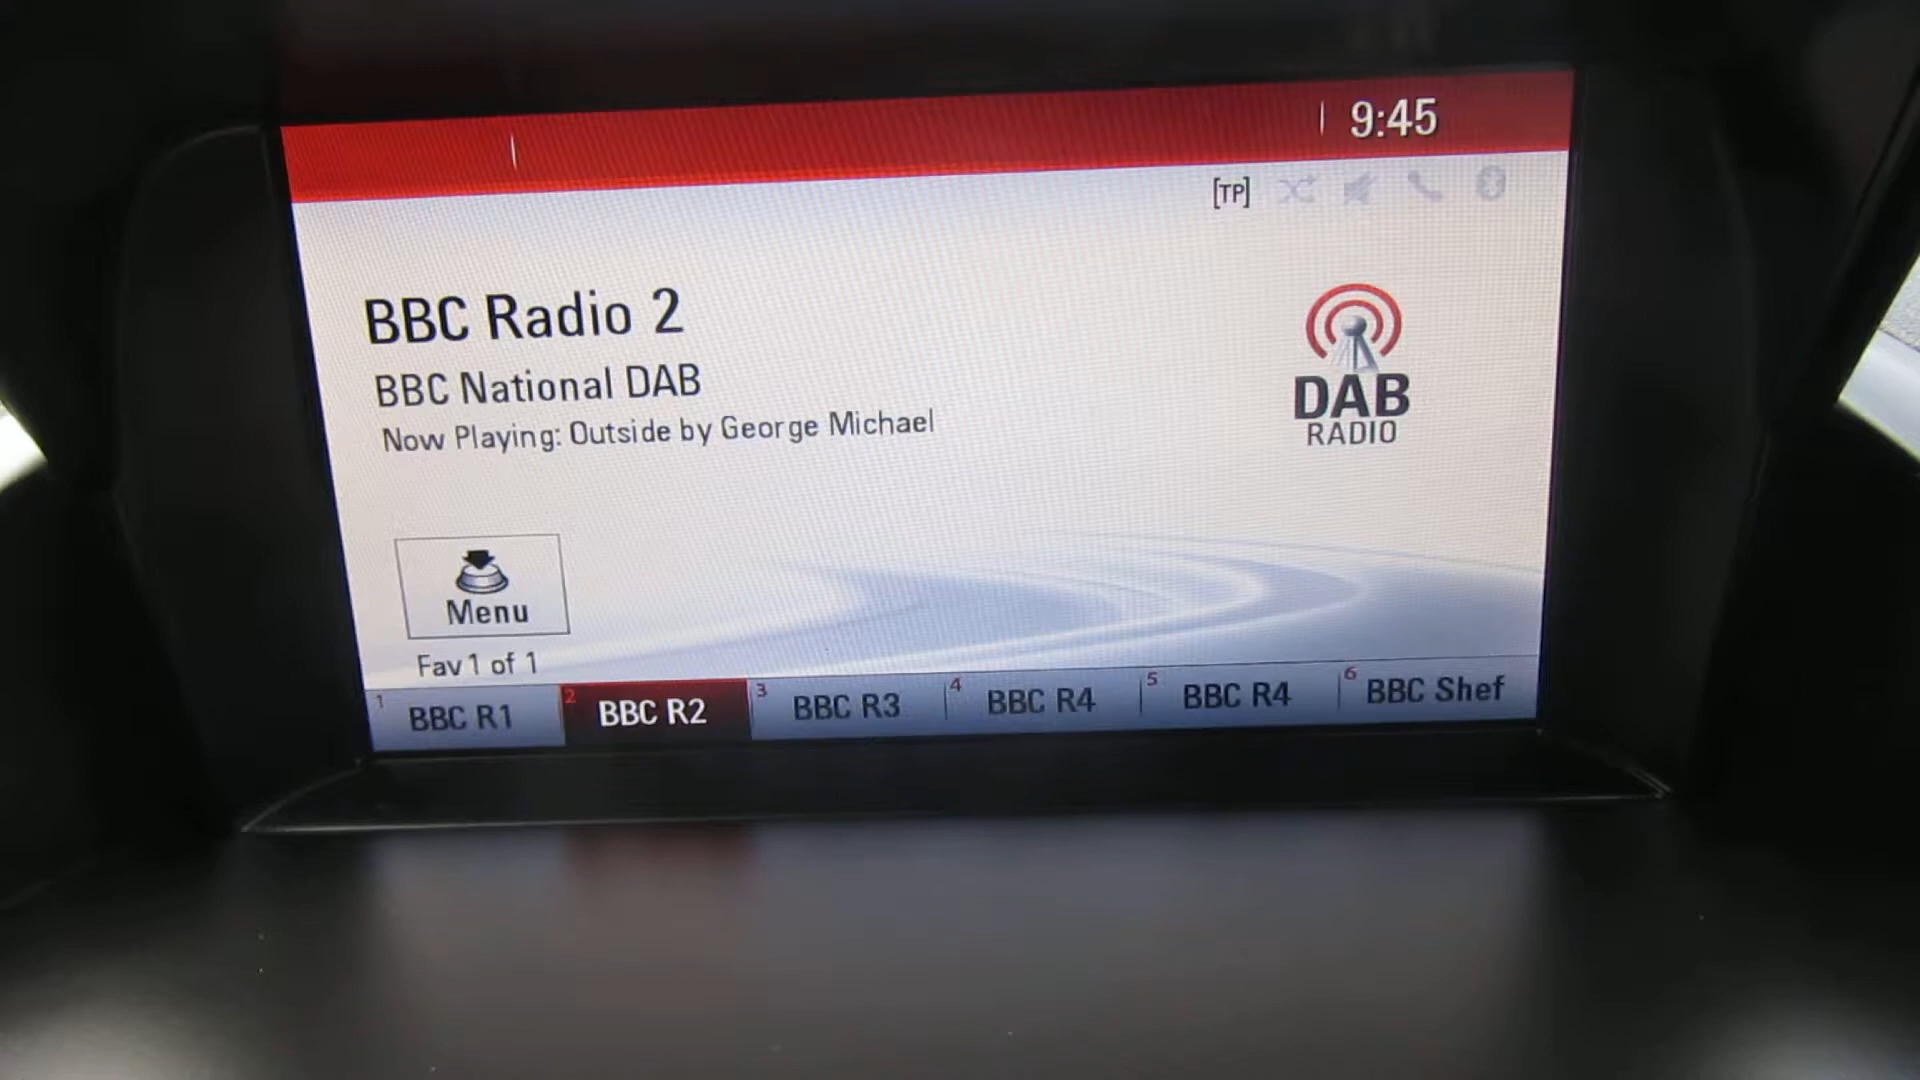 9:45
[TP]
BBC Radio 2
BBC National DAB
Now Playing: Outside by George Michael
DAB
RADIO
Menu
Fav 1 of 1
1 BBC R1 2 BBC R2 3 BBC R3 4 BBC R4 5 BBC R4 6 BBC Shef